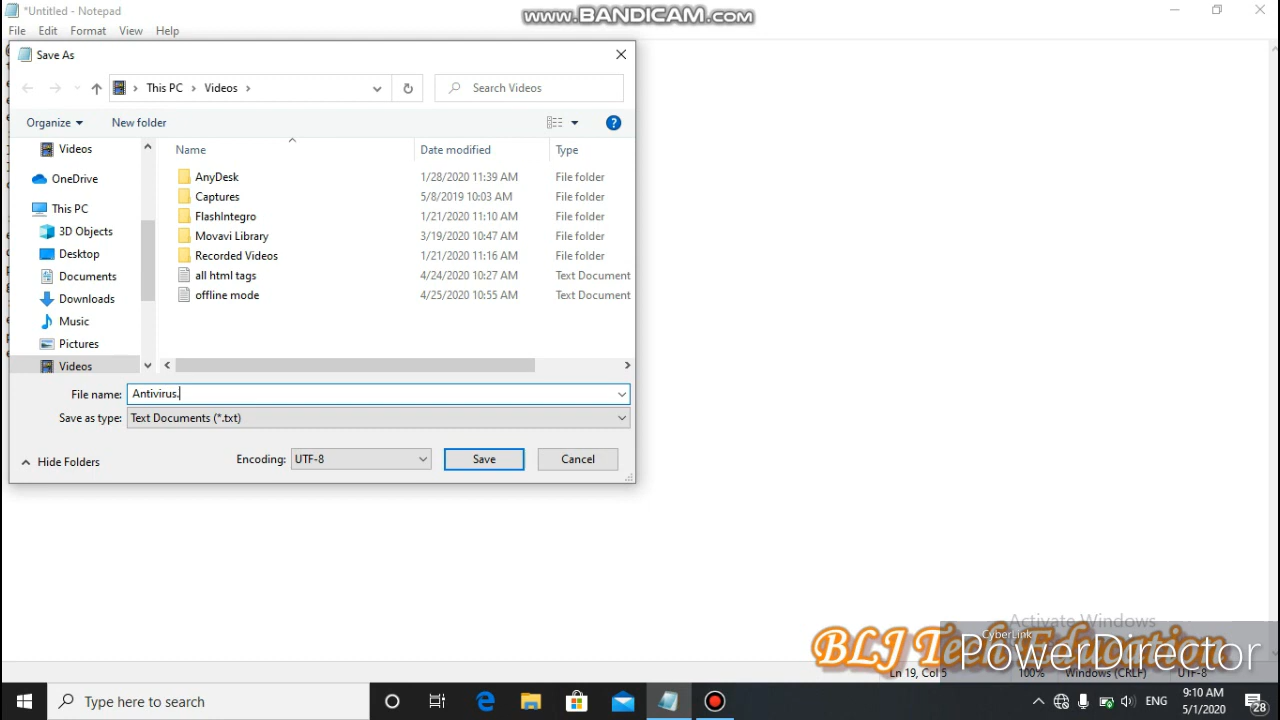 *Untitled - Notepad
www.BANDICAM.com
File Edit Format View Help
Save As
This PC Videos
Search Videos
Organize New folder
Name Date modified Type
Videos
OneDrive
This PC
3D Objects
Desktop
Documents
Downloads
Music
Pictures
Videos
AnyDesk 1/28/2020 11:39 AM File folder
Captures 5/8/2019 10:03 AM File folder
FlashIntegro 1/21/2020 11:10 AM File folder
Movavi Library 3/19/2020 10:47 AM File folder
Recorded Videos 1/21/2020 11:16 AM File folder
all html tags 4/24/2020 10:27 AM Text Document
offline mode 4/25/2020 10:55 AM Text Document
File name: Antivirus.
Save as type: Text Documents (*.txt)
Hide Folders Encoding: UTF-8 Save Cancel
Activate Windows
BLJ Tech Education
CyberLink
PowerDirector
Ln 19, Col 5 100% Windows (CRLF) UTF-8
Type here to search
ENG
9:10 AM
5/1/2020
28